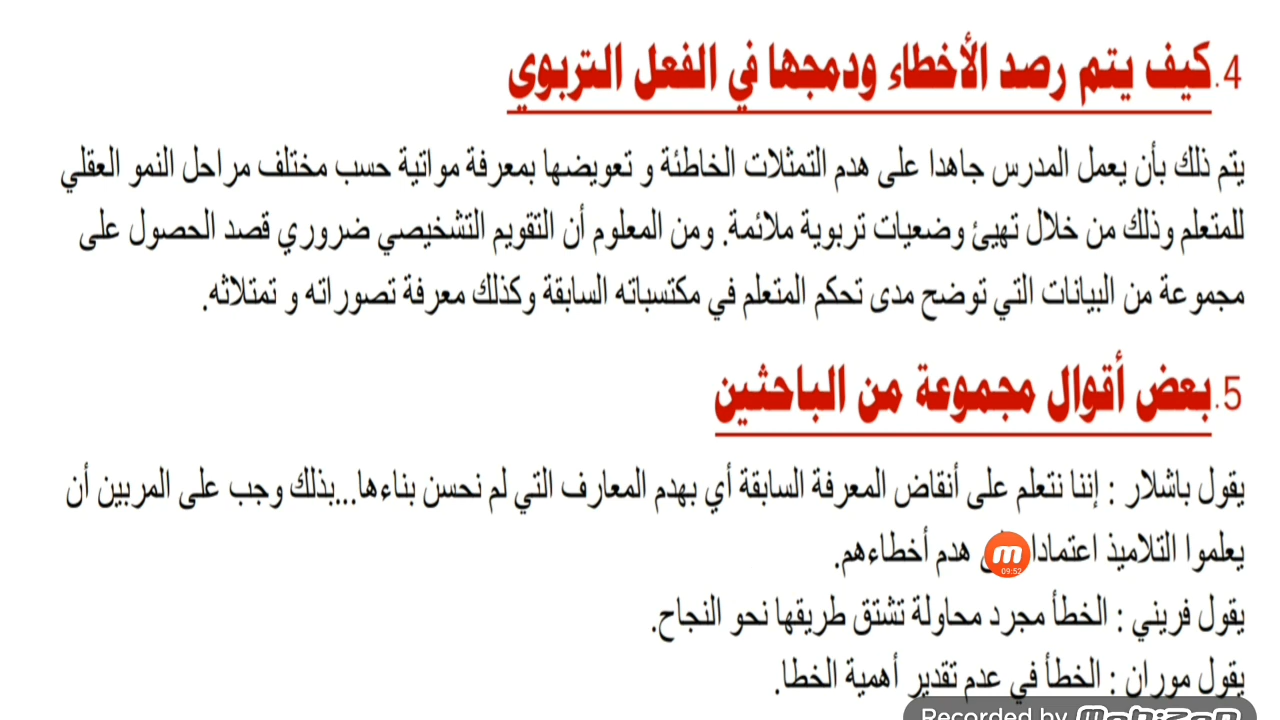 4. كيف يتم رصد الأخطاء ودمجها في الفعل التربوي
يتم ذلك بأن يعمل المدرس جاهدا على هدم التمثلات الخاطئة و تعويضها بمعرفة مواتية حسب مختلف مراحل النمو العقلي
للمتعلم وذلك من خلال تهيئ وضعيات تربوية ملائمة. ومن المعلوم أن التقويم التشخيصي ضروري قصد الحصول على
مجموعة من البيانات التي توضح مدى تحكم المتعلم في مكتسباته السابقة وكذلك معرفة تصوراته و تمتلاثه.
5. بعض أقوال مجموعة من الباحثين
يقول باشلار : إننا نتعلم على أنقاض المعرفة السابقة أي بهدم المعارف التي لم نحسن بناءها...بذلك وجب على المربين أن
يعلموا التلاميذ اعتمادا هدم أخطاءهم.
09:52
يقول فريني : الخطأ مجرد محاولة تشتق طريقها نحو النجاح.
يقول موران : الخطأ في عدم تقدير أهمية الخطا.
Recorded by MOBIZEN